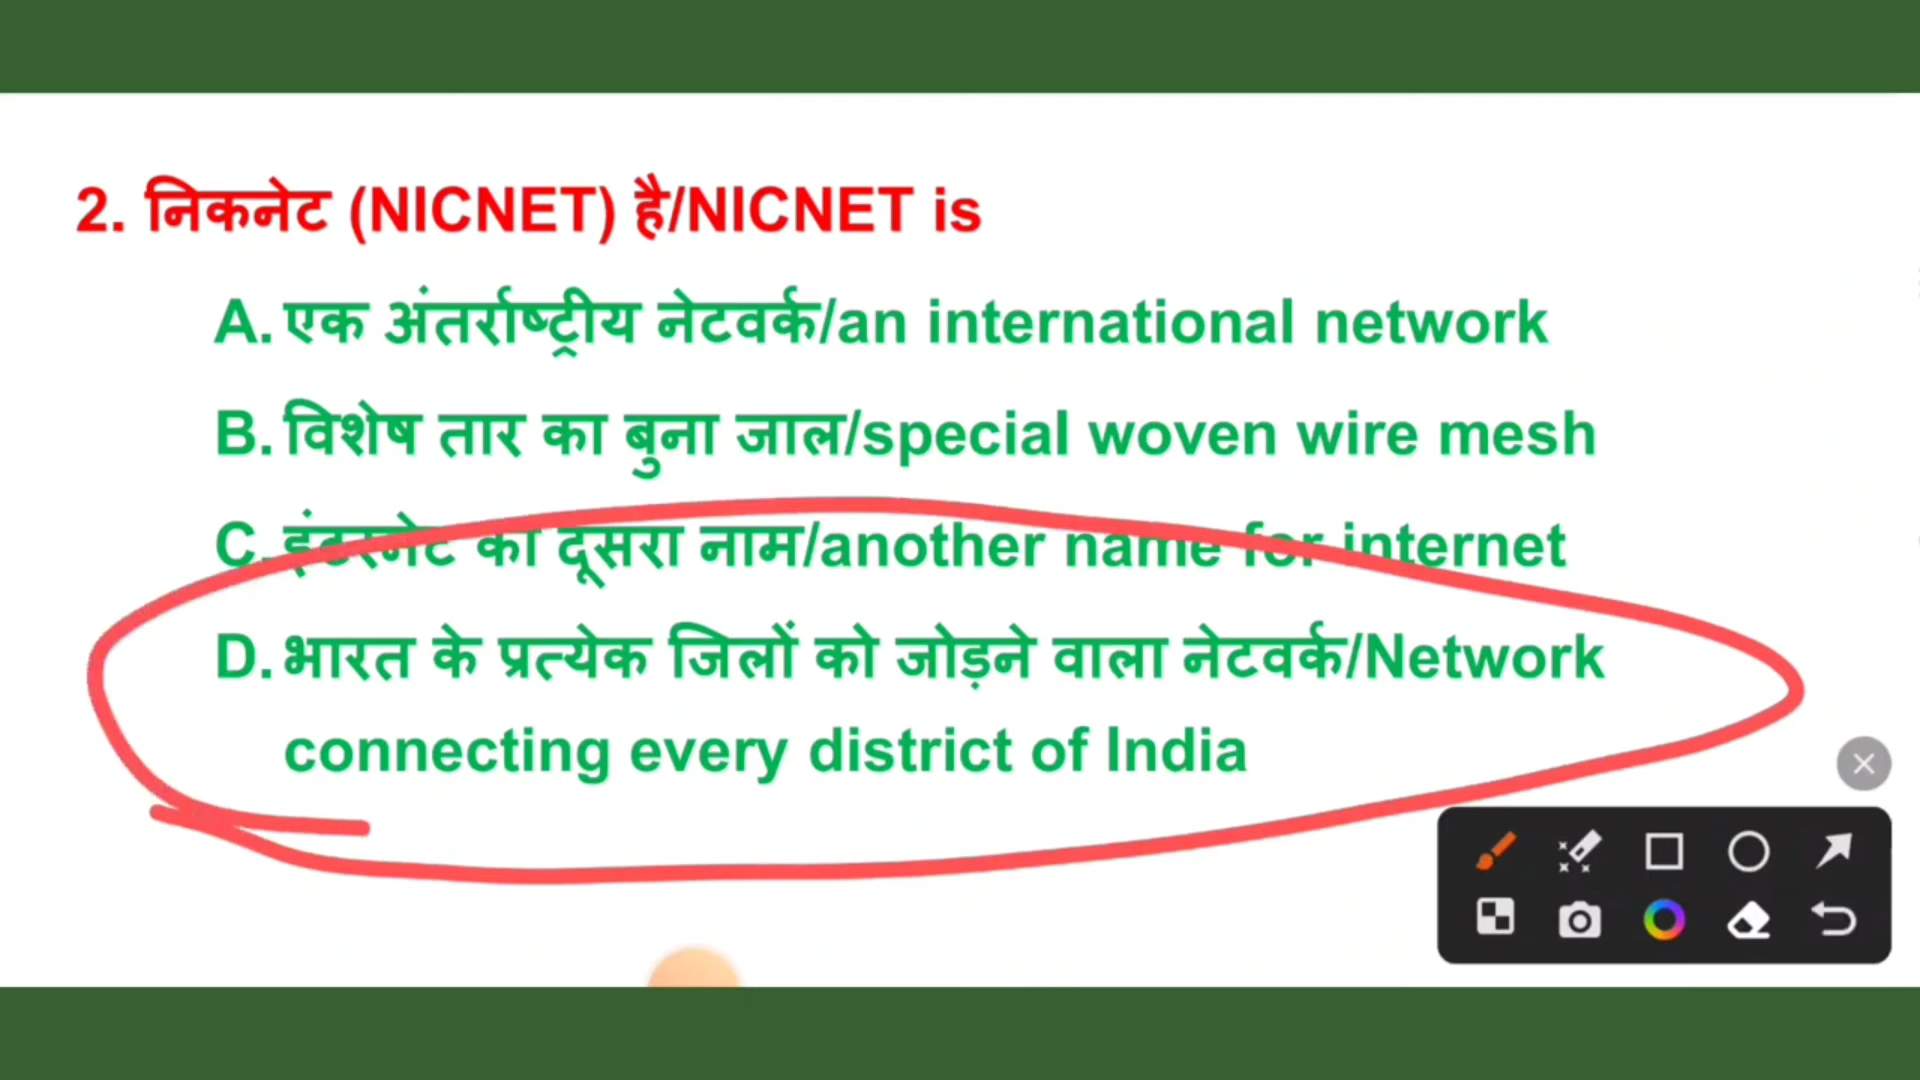 2. निकनेट (NICNET) है/NICNET is
A. एक अंतर्राष्ट्रीय नेटवर्क/an international network
B. विशेष तार का बुना जाल/special woven wire mesh
C. इंटरनेट का दूसरा नाम/another name for internet
D. भारत के प्रत्येक जिलों को जोड़ने वाला नेटवर्क/Network
connecting every district of India